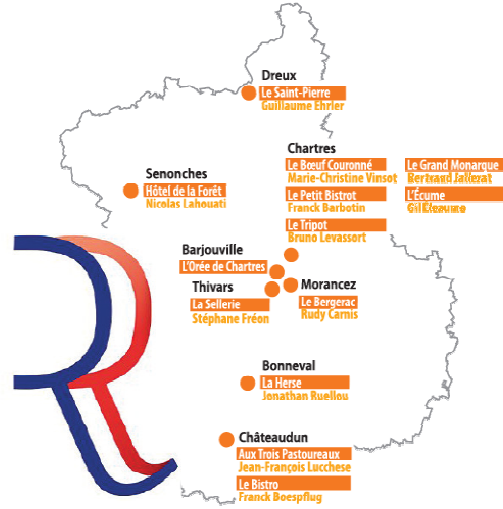 Dreux
Le Saint-Pierre
Guillaume Ehrler
Chartres
Le Bœuf Couronné
Marie-Christine Vinsot
Le Petit Bistrot
Franck Barbotin
Le Tripot
Bruno Levassort
Le Grand Monarque
Bertrand Jallerat
L'Écume
Senonches
Hôtel de la Forêt
Nicolas Lahouati
Barjouville
L'Orée de Chartres
Thivars
La Sellerie
Stéphane Fréon
Morancez
Le Bergerac
Rudy Carnis
Bonneval
La Herse
Jonathan Ruellou
Châteaudun
Aux Trois Pastoureaux
Jean-François Lucchese
Le Bistro
Franck Boespflug